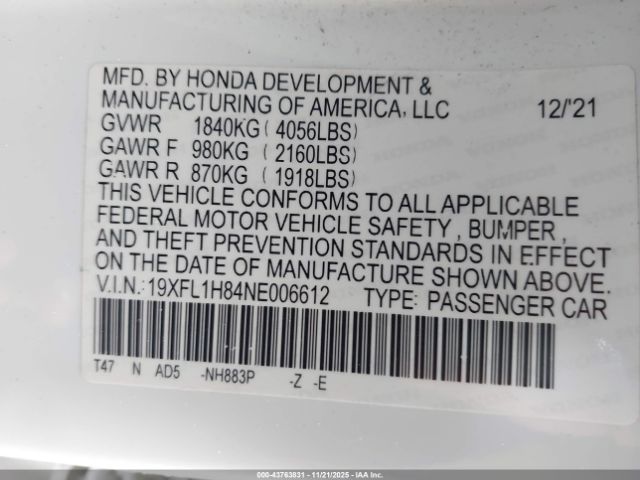 MFD. BY HONDA DEVELOPMENT &
MANUFACTURING OF AMERICA, LLC 12/'21
GVWR 1840KG ( 4056LBS)
GAWR F 980KG ( 2160LBS)
GAWR R 870KG ( 1918LBS)
THIS VEHICLE CONFORMS TO ALL APPLICABLE
FEDERAL MOTOR VEHICLE SAFETY, BUMPER,
AND THEFT PREVENTION STANDARDS IN EFFECT
ON THE DATE OF MANUFACTURE SHOWN ABOVE.
V.I.N.: 19XFL1H84NE006612 TYPE: PASSENGER CAR
T47 N AD5 -NH883P -Z -E
000-43763831 - 11/21/2025 - IAA Inc.